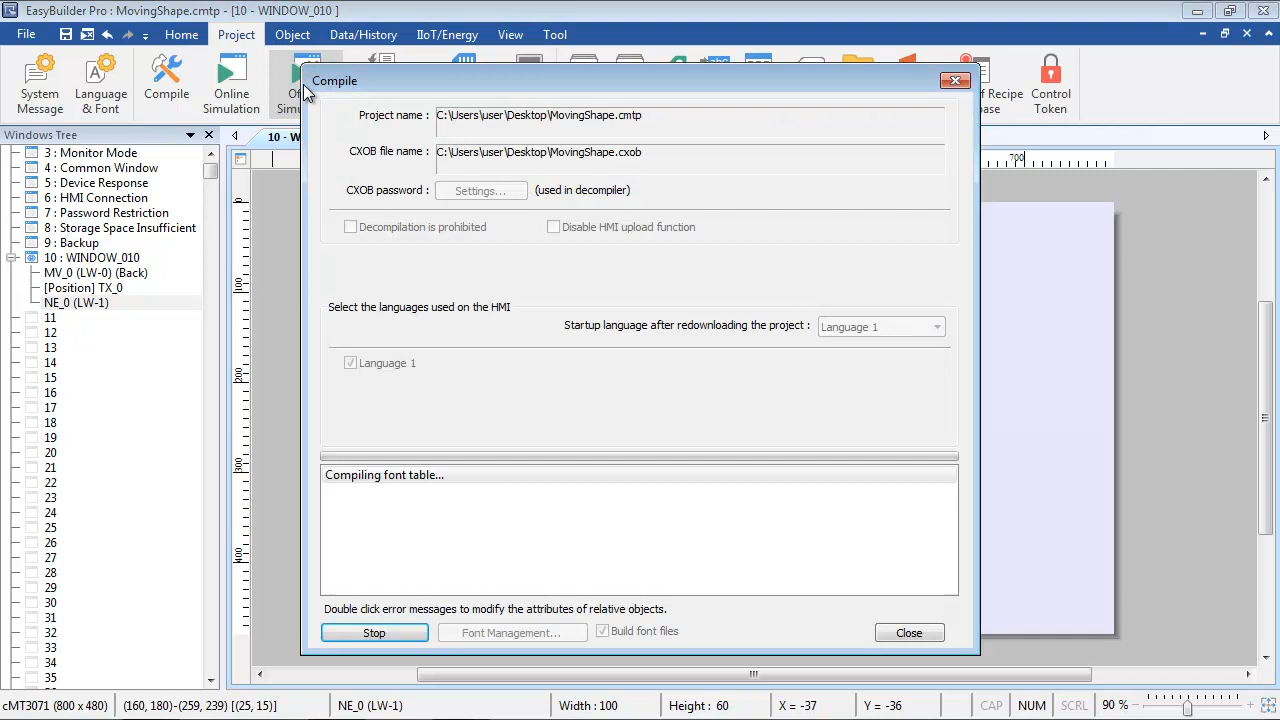 EasyBuilder Pro : MovingShape.cmtp - [10 - WINDOW_010 ]
File Home Project Object Data/History IIoT/Energy View Tool
System Message
Language & Font
Compile
Online Simulation
Control Token
Windows Tree
10 - W
700
3 : Monitor Mode
4 : Common Window
5 : Device Response
6 : HMI Connection
7 : Password Restriction
8 : Storage Space Insufficient
9 : Backup
10 : WINDOW_010
MV_0 (LW-0) (Back)
[Position] TX_0
NE_0 (LW-1)
11
12
13
14
15
16
17
18
19
20
21
22
23
24
25
26
27
28
29
30
31
32
33
34
35
0
100
200
300
400
Compile
Project name : C:\Users\user\Desktop\MovingShape.cmtp
CXOB file name : C:\Users\user\Desktop\MovingShape.cxob
CXOB password : Settings... (used in decompiler)
Decompilation is prohibited Disable HMI upload function
Select the languages used on the HMI
Startup language after redownloading the project : Language 1
Language 1
Compiling font table...
Double click error messages to modify the attributes of relative objects.
Stop Font Management... Build font files Close
cMT3071 (800 x 480) (160, 180)-(259, 239) [(25, 15)] NE_0 (LW-1) Width : 100 Height : 60 X = -37 Y = -36 CAP NUM SCRL 90 %